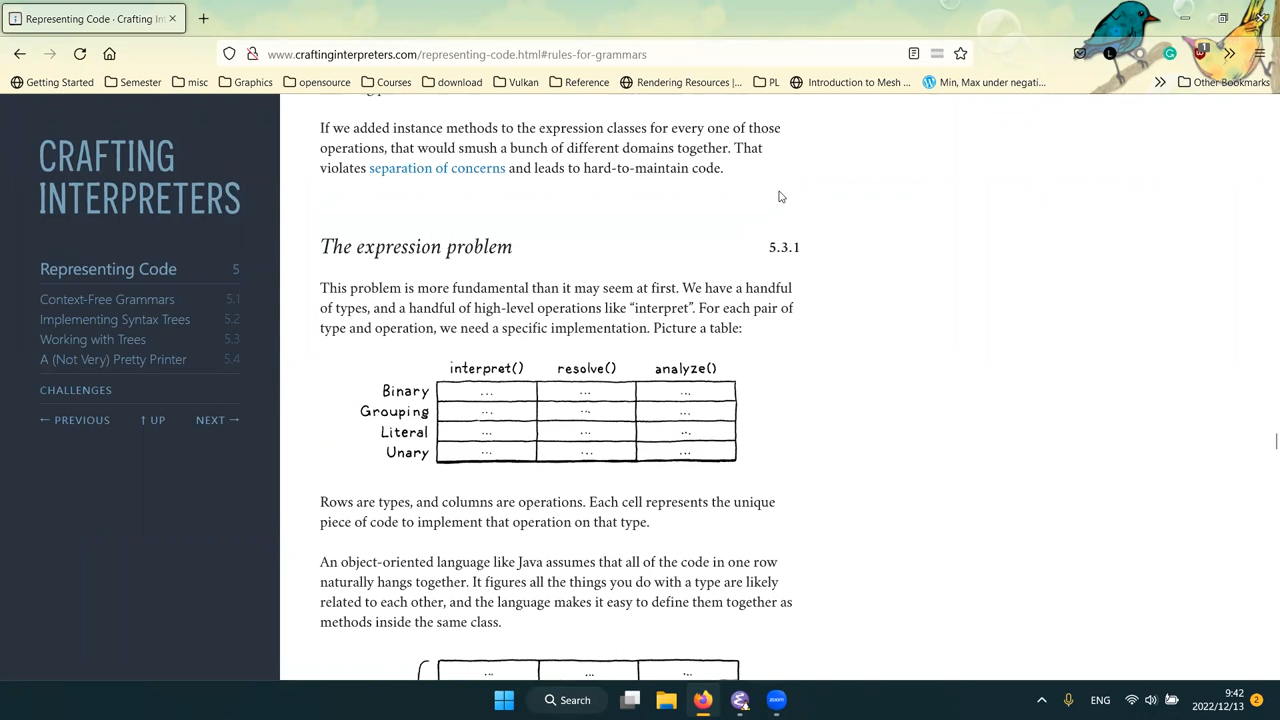 Representing Code · Crafting In
www.craftinginterpreters.com/representing-code.html#rules-for-grammars
1
Getting Started
Semester
misc
Graphics
opensource
Courses
download
Vulkan
Reference
Rendering Resources |...
PL
Introduction to Mesh ...
Min, Max under negati...
Other Bookmarks
CRAFTING
INTERPRETERS
Representing Code 5
Context-Free Grammars 5.1
Implementing Syntax Trees 5.2
Working with Trees 5.3
A (Not Very) Pretty Printer 5.4
CHALLENGES
← PREVIOUS ↑ UP NEXT →
If we added instance methods to the expression classes for every one of those
operations, that would smush a bunch of different domains together. That
violates separation of concerns and leads to hard-to-maintain code.
The expression problem 5.3.1
This problem is more fundamental than it may seem at first. We have a handful
of types, and a handful of high-level operations like “interpret”. For each pair of
type and operation, we need a specific implementation. Picture a table:
interpret() resolve() analyze()
Binary ... ... ...
Grouping ... ... ...
Literal ... ... ...
Unary ... ... ...
Rows are types, and columns are operations. Each cell represents the unique
piece of code to implement that operation on that type.
An object-oriented language like Java assumes that all of the code in one row
naturally hangs together. It figures all the things you do with a type are likely
related to each other, and the language makes it easy to define them together as
methods inside the same class.
... ... ...
Search
zoom
ENG
9:42
2022/12/13
2